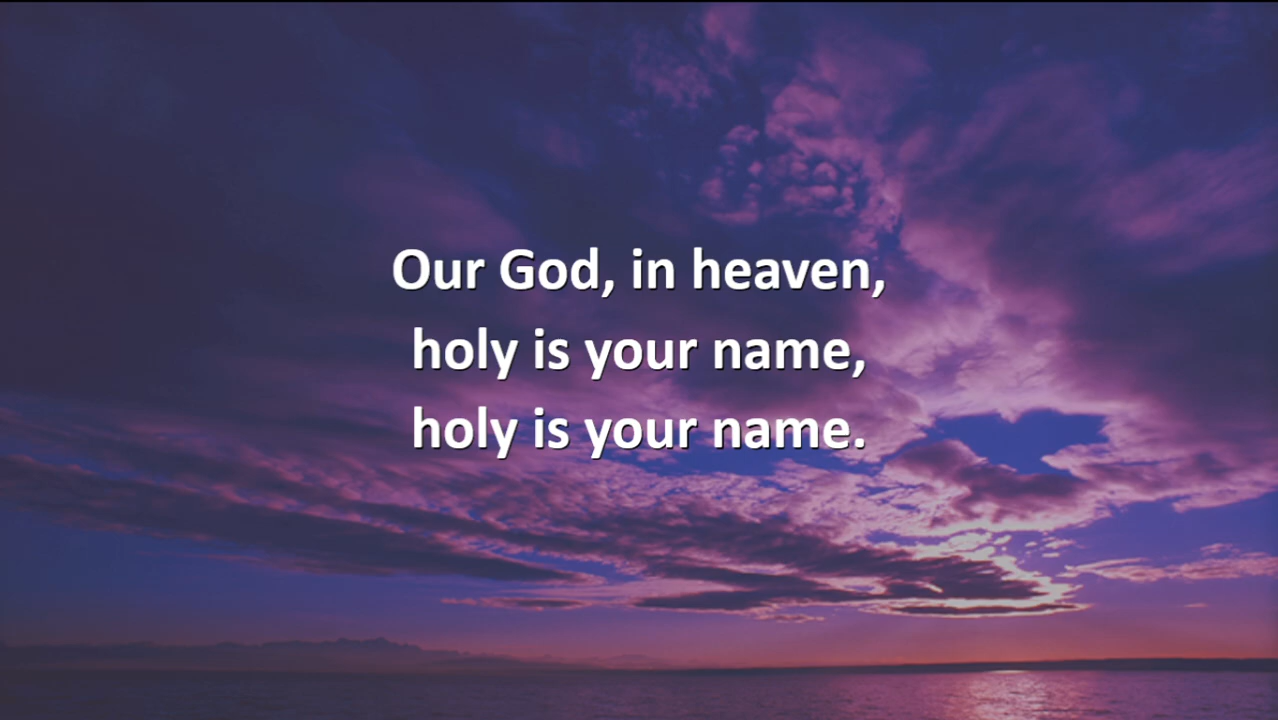 Our God, in heaven,
holy is your name,
holy is your name.